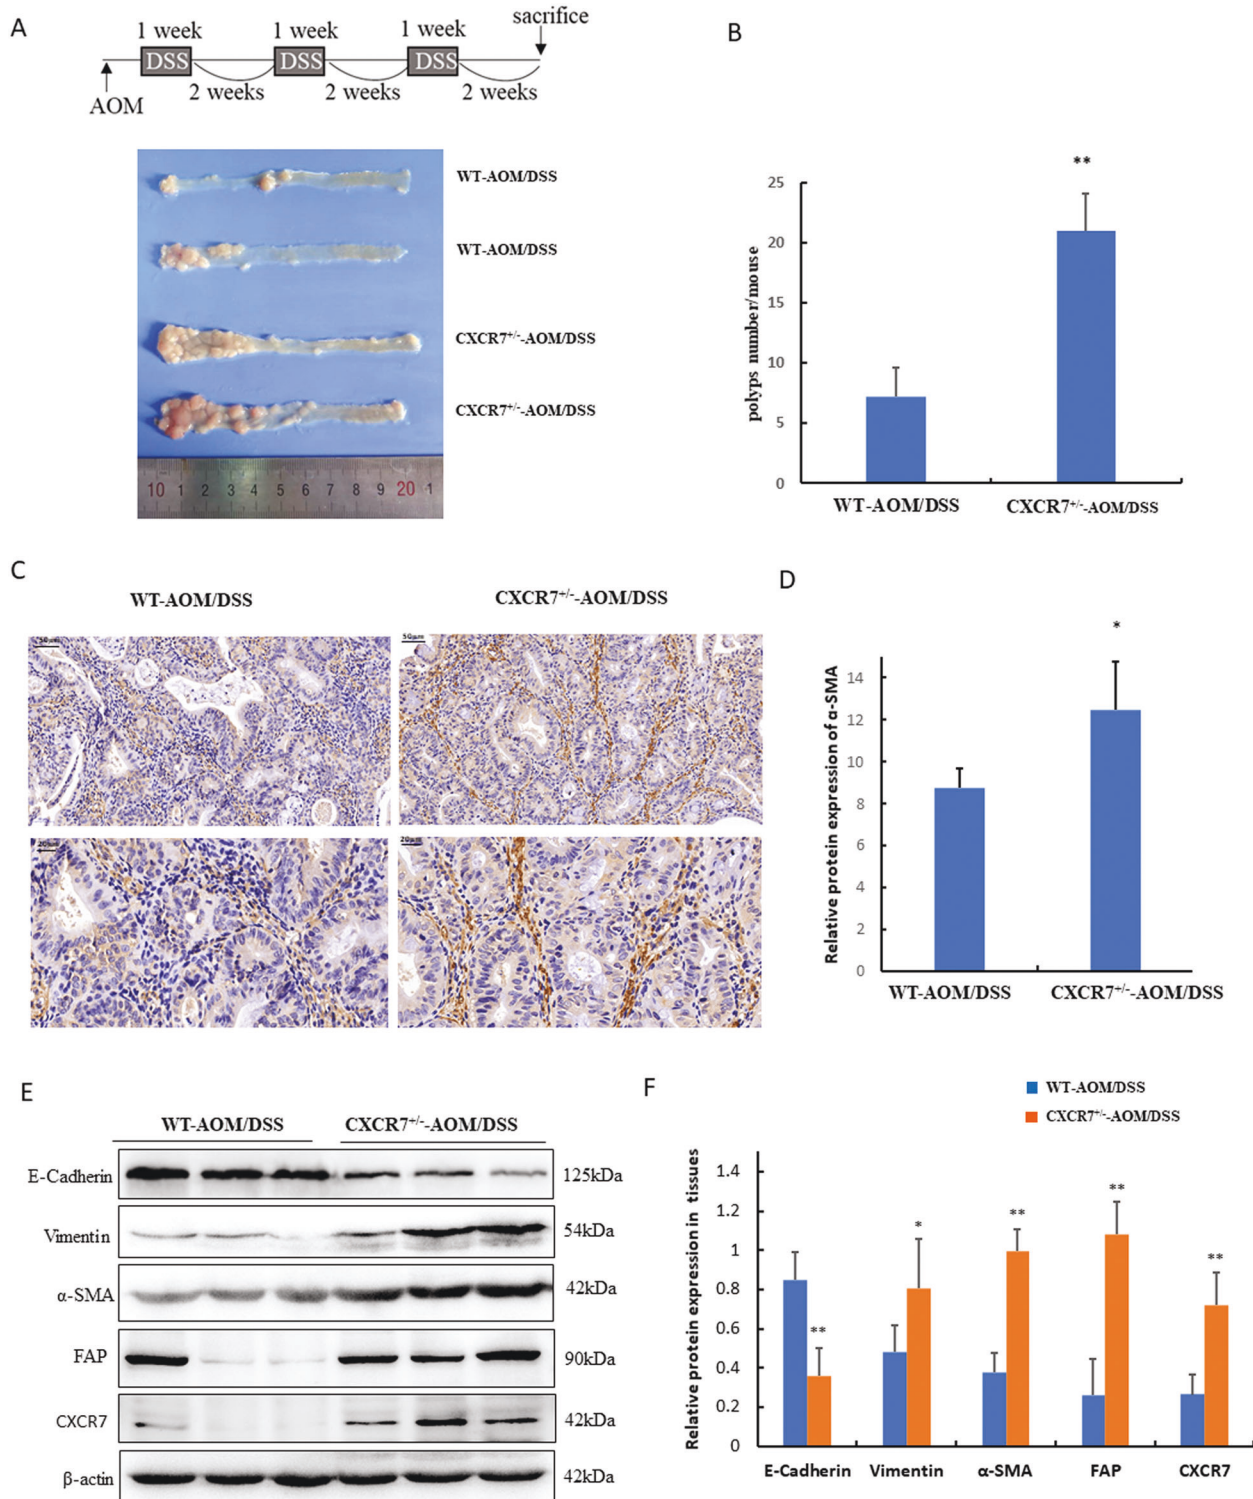 A
1 week 1 week 1 week sacrifice
DSS DSS DSS
2 weeks 2 weeks 2 weeks
AOM
WT-AOM/DSS
WT-AOM/DSS
CXCR7+/--AOM/DSS
CXCR7+/--AOM/DSS
10 1 2 3 4 5 6 7 8 9 20 1
B
**
25
20
15
10
5
0
polyps number/mouse
WT-AOM/DSS CXCR7+/--AOM/DSS
C
WT-AOM/DSS CXCR7+/--AOM/DSS
50μm 50μm
20μm 20μm
D
*
14
12
10
8
6
4
2
0
Relative protein expression of α-SMA
WT-AOM/DSS CXCR7+/--AOM/DSS
E
WT-AOM/DSS CXCR7+/--AOM/DSS
E-Cadherin 125kDa
Vimentin 54kDa
α-SMA 42kDa
FAP 90kDa
CXCR7 42kDa
β-actin 42kDa
F
WT-AOM/DSS
CXCR7+/--AOM/DSS
1.4
1.2
1
0.8
0.6
0.4
0.2
0
Relative protein expression in tissues
** * ** ** **
E-Cadherin Vimentin α-SMA FAP CXCR7